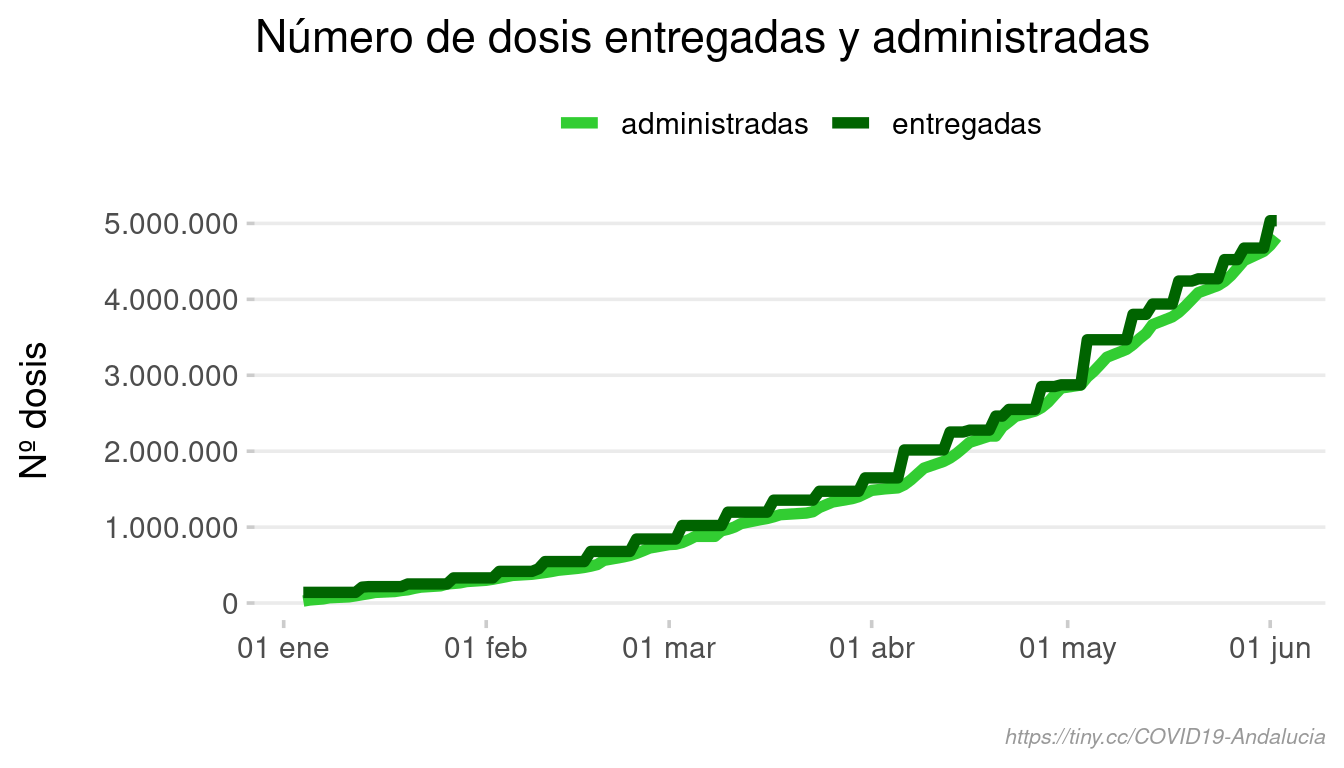 Número de dosis entregadas y administradas
administradas entregadas
5.000.000
4.000.000
3.000.000
2.000.000
1.000.000
0
Nº dosis
01 ene 01 feb 01 mar 01 abr 01 may 01 jun
https://tiny.cc/COVID19-Andalucia